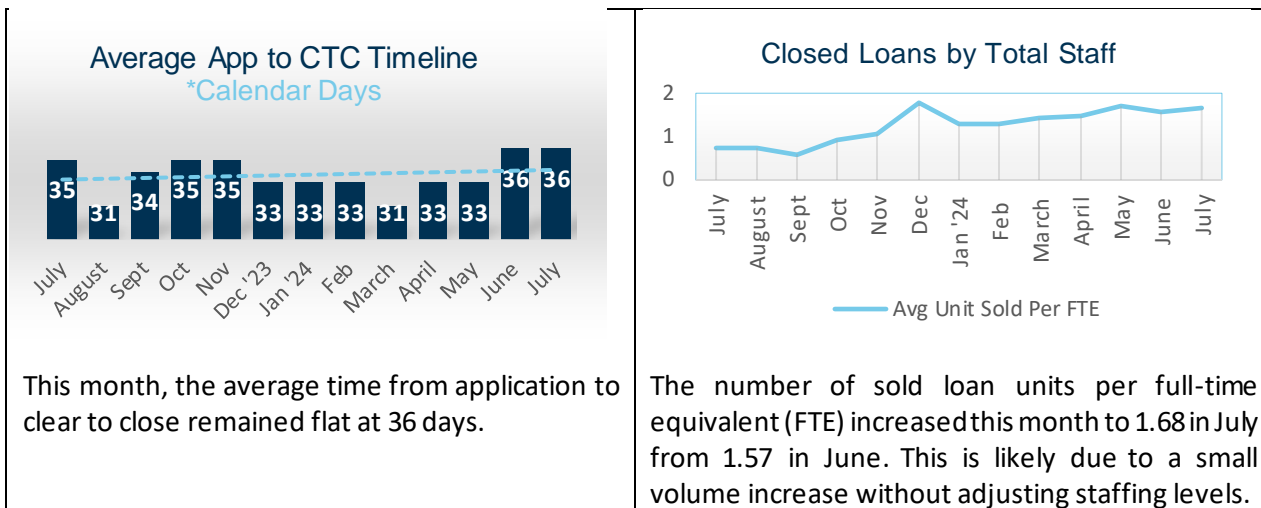 Average App to CTC Timeline
*Calendar Days
35
31
34
35
35
33
33
33
31
33
33
36
36
July
August
Sept
Oct
Nov
Dec '23
Jan '24
Feb
March
April
May
June
July
This month, the average time from application to
clear to close remained flat at 36 days.
Closed Loans by Total Staff
2
1
0
July
August
Sept
Oct
Nov
Dec
Jan '24
Feb
March
April
May
June
July
Avg Unit Sold Per FTE
The number of sold loan units per full-time
equivalent (FTE) increased this month to 1.68 in July
from 1.57 in June. This is likely due to a small
volume increase without adjusting staffing levels.